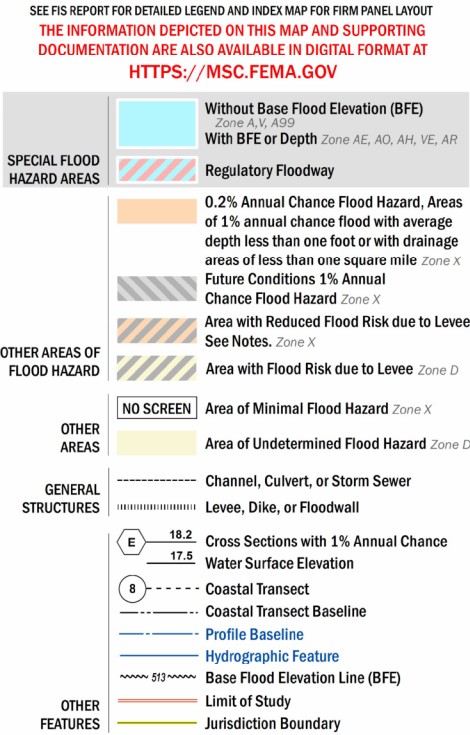 SEE FIS REPORT FOR DETAILED LEGEND AND INDEX MAP FOR FIRM PANEL LAYOUT
THE INFORMATION DEPICTED ON THIS MAP AND SUPPORTING
DOCUMENTATION ARE ALSO AVAILABLE IN DIGITAL FORMAT AT
HTTPS://MSC.FEMA.GOV
SPECIAL FLOOD
HAZARD AREAS
Without Base Flood Elevation (BFE)
Zone A,V, A99
With BFE or Depth Zone AE, AO, AH, VE, AR
Regulatory Floodway
OTHER AREAS OF
FLOOD HAZARD
0.2% Annual Chance Flood Hazard, Areas
of 1% annual chance flood with average
depth less than one foot or with drainage
areas of less than one square mile Zone X
Future Conditions 1% Annual
Chance Flood Hazard Zone X
Area with Reduced Flood Risk due to Levee
See Notes. Zone X
Area with Flood Risk due to Levee Zone D
OTHER
AREAS
NO SCREEN Area of Minimal Flood Hazard Zone X
Area of Undetermined Flood Hazard Zone D
GENERAL
STRUCTURES
Channel, Culvert, or Storm Sewer
Levee, Dike, or Floodwall
OTHER
FEATURES
E 18.2 Cross Sections with 1% Annual Chance
17.5 Water Surface Elevation
8 Coastal Transect
Coastal Transect Baseline
Profile Baseline
Hydrographic Feature
513 Base Flood Elevation Line (BFE)
Limit of Study
Jurisdiction Boundary